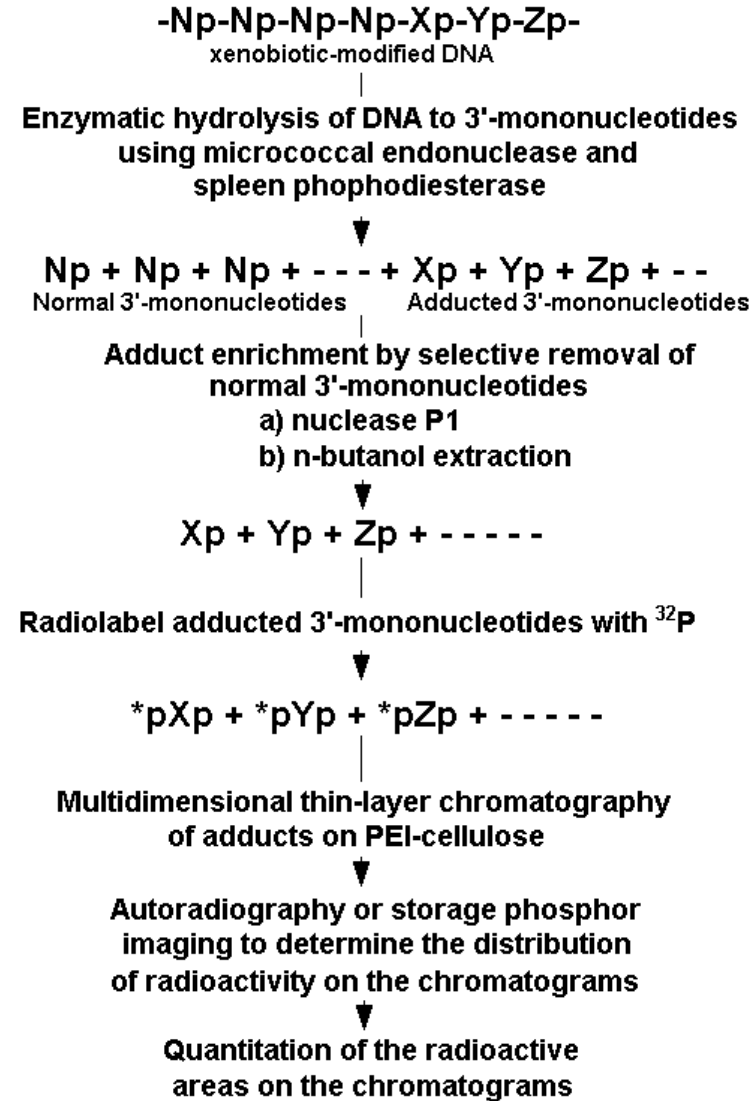 -Np-Np-Np-Np-Xp-Yp-Zp-
xenobiotic-modified DNA
Enzymatic hydrolysis of DNA to 3'-mononucleotides
using micrococcal endonuclease and
spleen phophodiesterase
Np + Np + Np + - - - + Xp + Yp + Zp + - -
Normal 3'-mononucleotides Adducted 3'-mononucleotides
Adduct enrichment by selective removal of
normal 3'-mononucleotides
a) nuclease P1
b) n-butanol extraction
Xp + Yp + Zp + - - - - -
Radiolabel adducted 3'-mononucleotides with ³²P
*pXp + *pYp + *pZp + - - - - -
Multidimensional thin-layer chromatography
of adducts on PEI-cellulose
Autoradiography or storage phosphor
imaging to determine the distribution
of radioactivity on the chromatograms
Quantitation of the radioactive
areas on the chromatograms